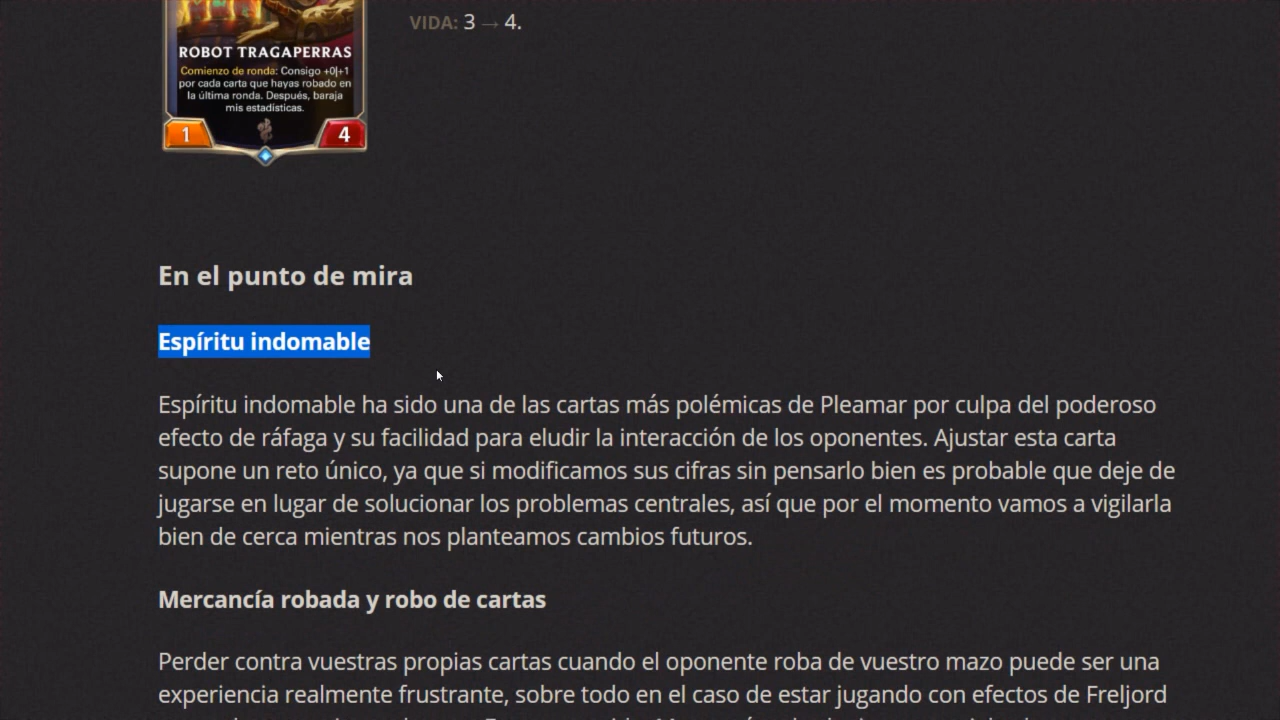 VIDA: 3 → 4.
ROBOT TRAGAPERRAS
Comienzo de ronda: Consigo +0|+1
por cada carta que hayas robado en
la última ronda. Después, baraja
mis estadísticas.
1
4
En el punto de mira
Espíritu indomable
Espíritu indomable ha sido una de las cartas más polémicas de Pleamar por culpa del poderoso
efecto de ráfaga y su facilidad para eludir la interacción de los oponentes. Ajustar esta carta
supone un reto único, ya que si modificamos sus cifras sin pensarlo bien es probable que deje de
jugarse en lugar de solucionar los problemas centrales, así que por el momento vamos a vigilarla
bien de cerca mientras nos planteamos cambios futuros.
Mercancía robada y robo de cartas
Perder contra vuestras propias cartas cuando el oponente roba de vuestro mazo puede ser una
experiencia realmente frustrante, sobre todo en el caso de estar jugando con efectos de Freljord